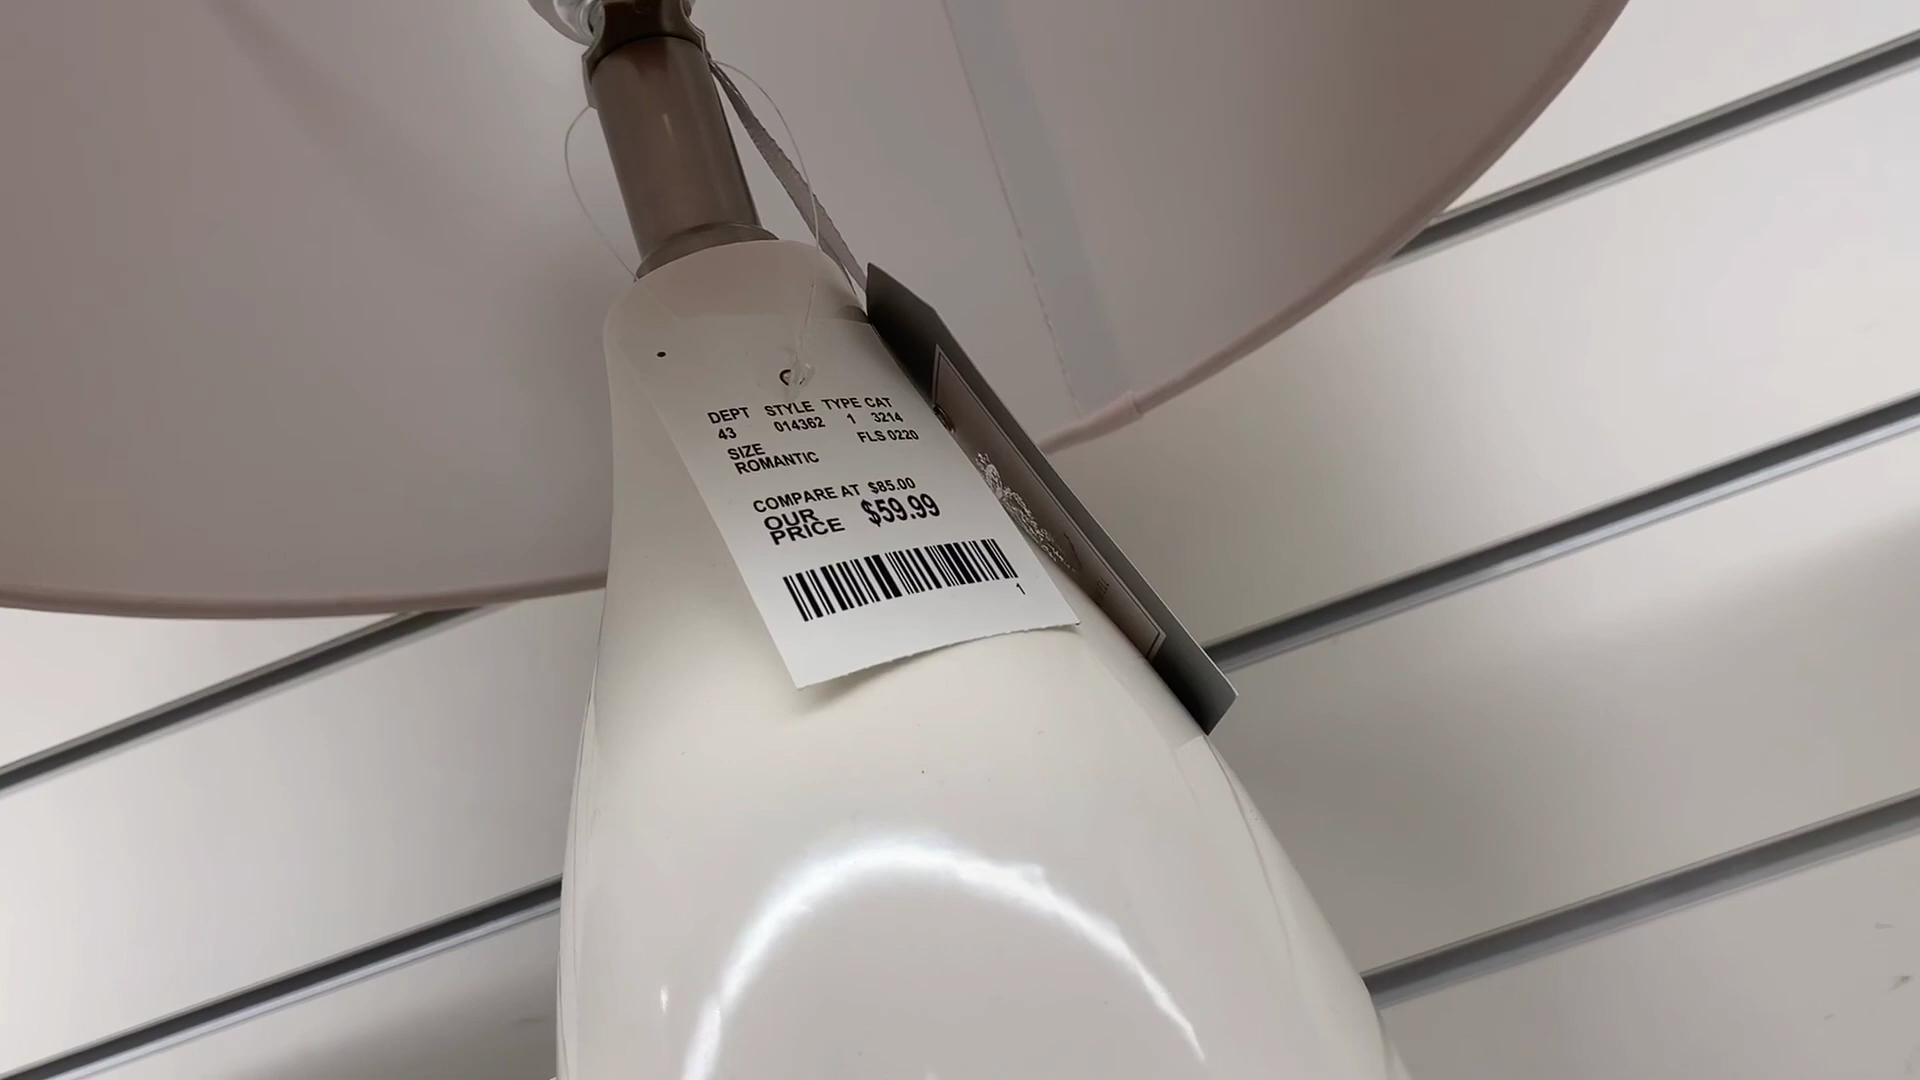 DEPT STYLE TYPE CAT
43 014362 1 3214
SIZE FLS 0220
ROMANTIC
COMPARE AT $85.00
OUR PRICE $59.99
1